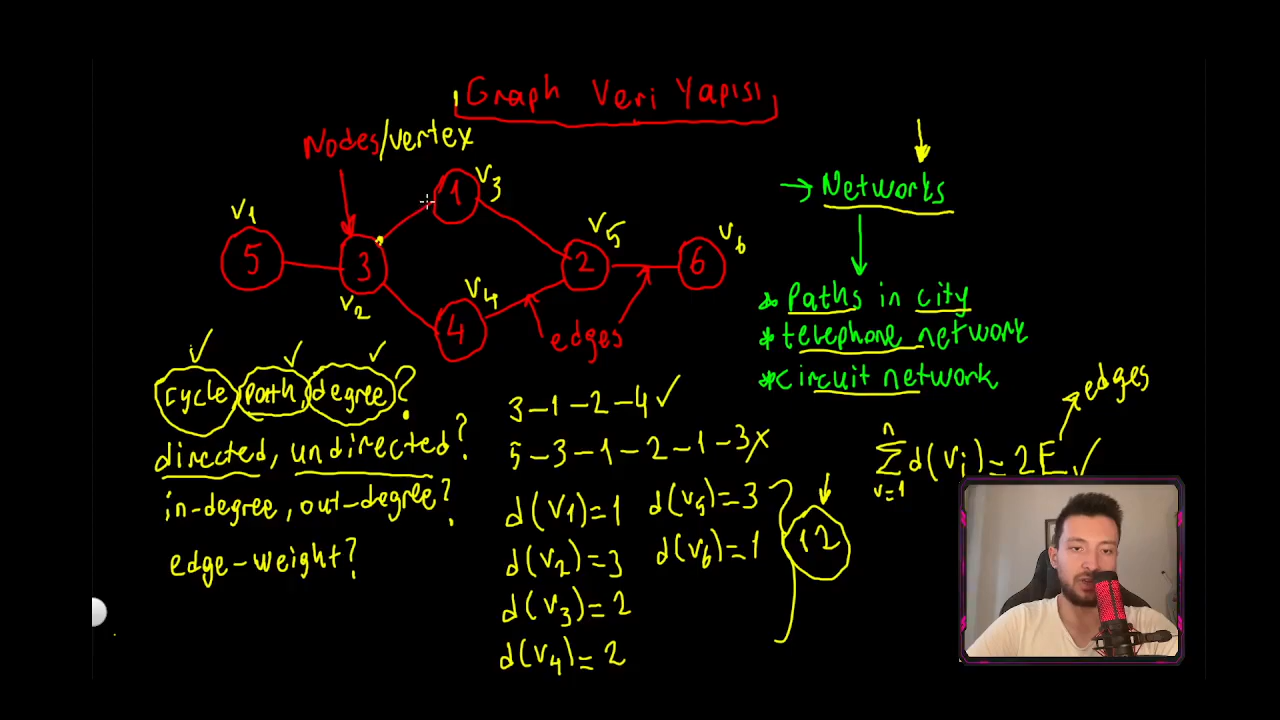 Graph Veri Yapısı
Nodes/vertex
V1
V2
V3
V4
V5
V6
5
3
1
4
2
6
edges
→ Networks
* Paths in city
* telephone network
* circuit network
cycle, path, degree?
directed, undirected?
in-degree, out-degree?
edge-weight?
3-1-2-4 ✓
5-3-1-2-1-3 x
d(V1)=1
d(V2)=3
d(V3)=2
d(V4)=2
d(V5)=3
d(V6)=1
12
edges
n
∑ d(Vi) = 2E ✓
v=1